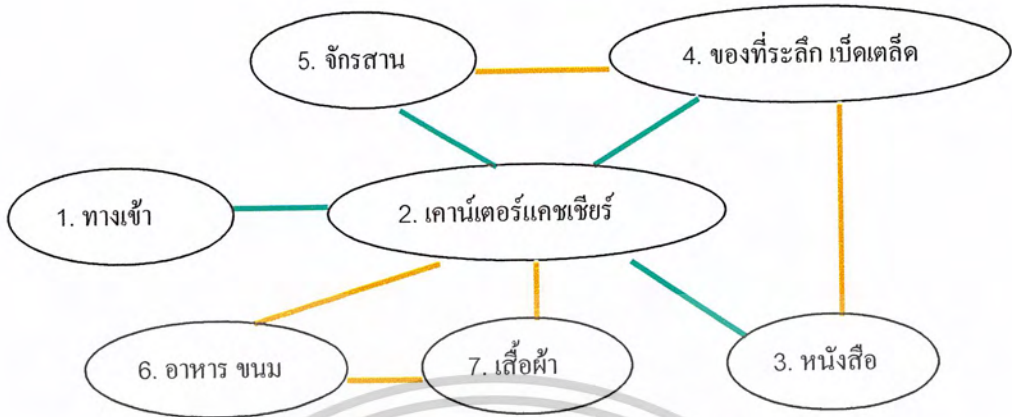 5. จักรสาน
4. ของที่ระลึก เบ็ดเตล็ด
1. ทางเข้า
2. เคาน์เตอร์แคชเชียร์
6. อาหาร ขนม
7. เสื้อผ้า
3. หนังสือ